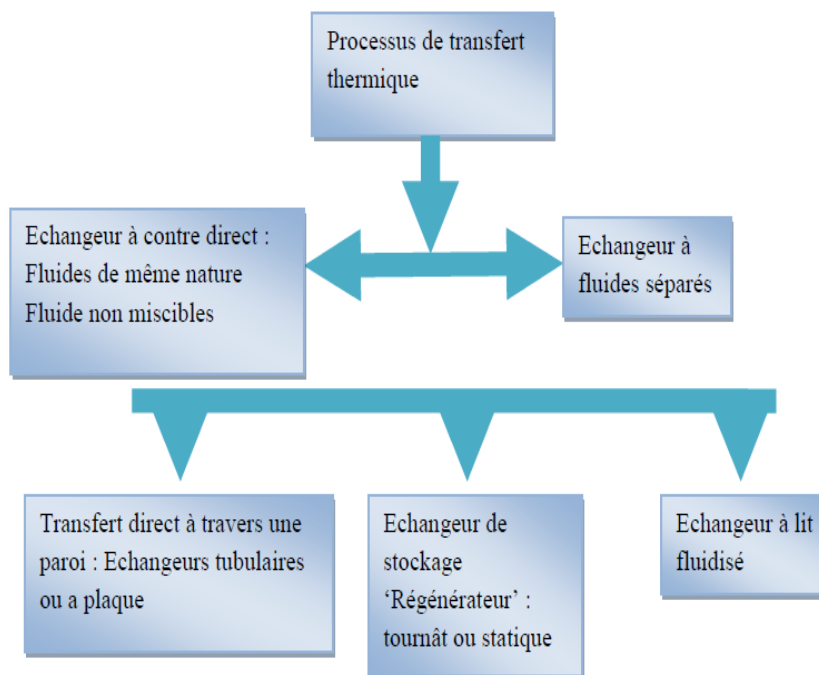 Processus de transfert
thermique
Echangeur à contre direct :
Fluides de même nature
Fluide non miscibles
Echangeur à
fluides séparés
Transfert direct à travers une
paroi : Echangeurs tubulaires
ou a plaque
Echangeur de
stockage
‘Régénérateur’ :
tournât ou statique
Echangeur à lit
fluidisé